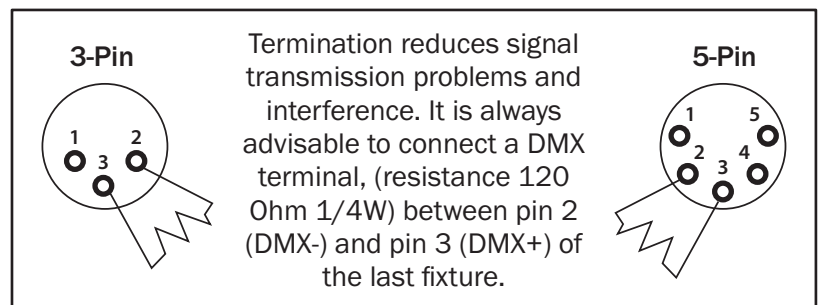 3-Pin
1 2
3
Termination reduces signal
transmission problems and
interference. It is always
advisable to connect a DMX
terminal, (resistance 120
Ohm 1/4W) between pin 2
(DMX-) and pin 3 (DMX+) of
the last fixture.
5-Pin
1 5
2 4
3